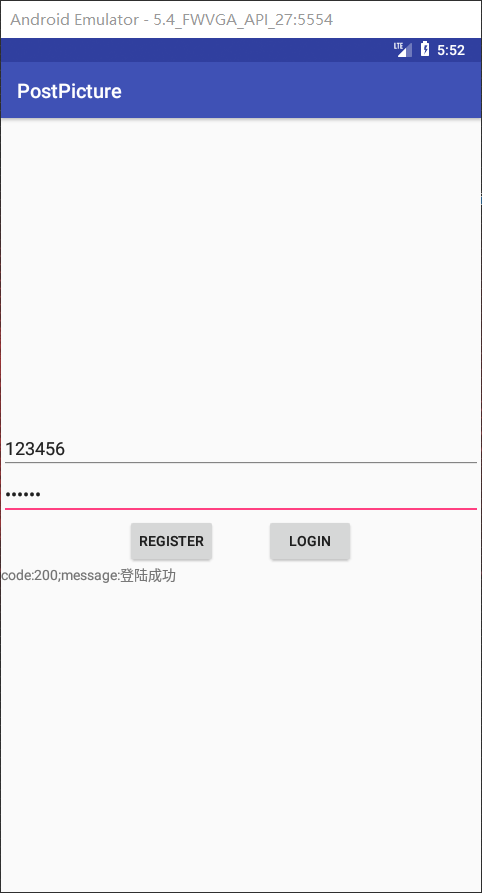 Android Emulator - 5.4_FWVGA_API_27:5554
LTE 5:52
PostPicture
123456
••••••
REGISTER LOGIN
code:200;message:登陆成功